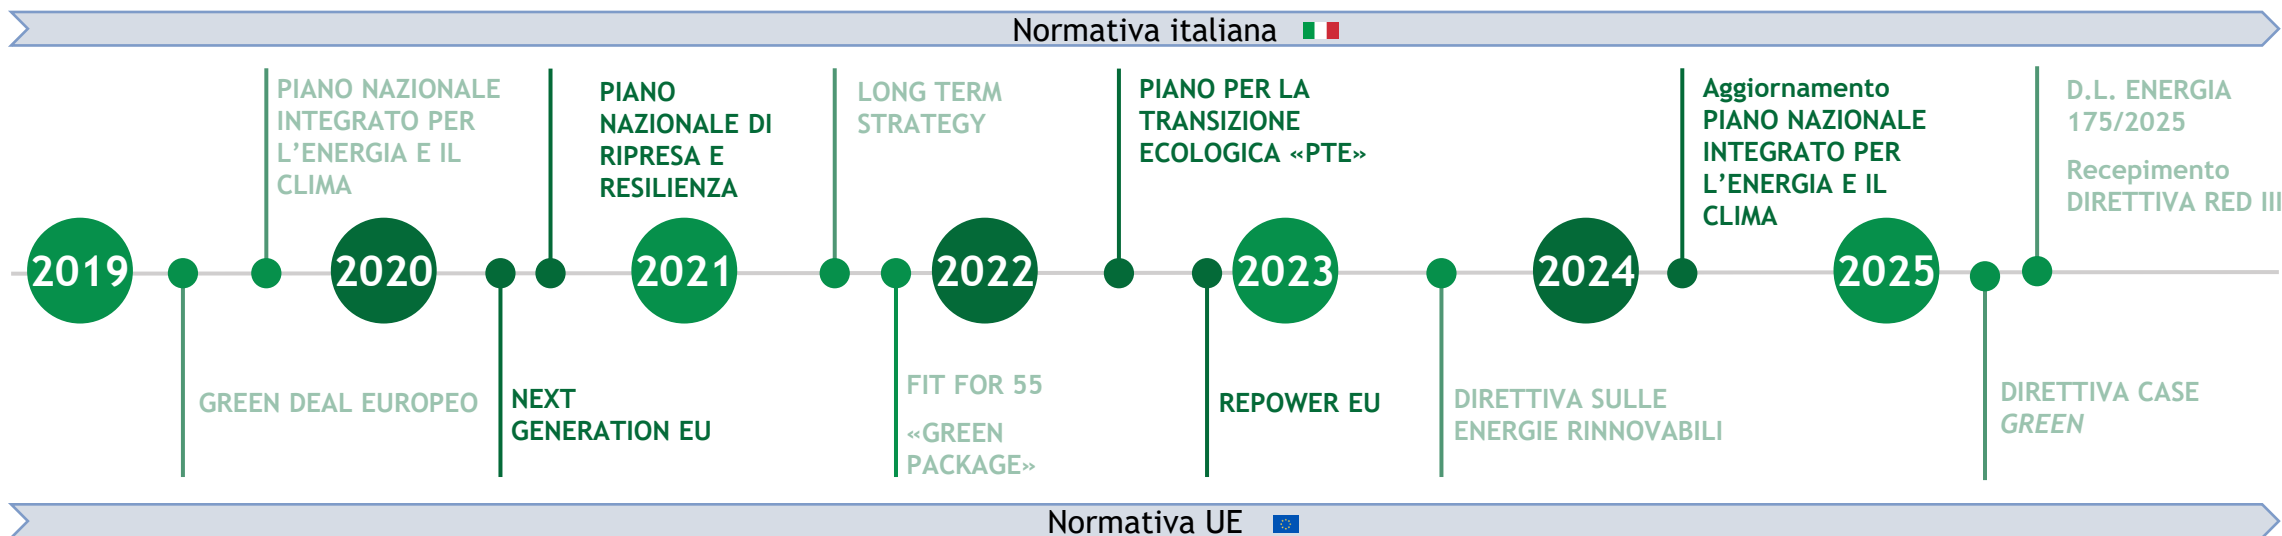 Normativa italiana
PIANO NAZIONALE
INTEGRATO PER
L’ENERGIA E IL
CLIMA
PIANO
NAZIONALE DI
RIPRESA E
RESILIENZA
LONG TERM
STRATEGY
PIANO PER LA
TRANSIZIONE
ECOLOGICA «PTE»
Aggiornamento
PIANO NAZIONALE
INTEGRATO PER
L’ENERGIA E IL
CLIMA
D.L. ENERGIA
175/2025
Recepimento
DIRETTIVA RED III
2019
2020
2021
2022
2023
2024
2025
GREEN DEAL EUROPEO
NEXT
GENERATION EU
FIT FOR 55
«GREEN
PACKAGE»
REPOWER EU
DIRETTIVA SULLE
ENERGIE RINNOVABILI
DIRETTIVA CASE
GREEN
Normativa UE